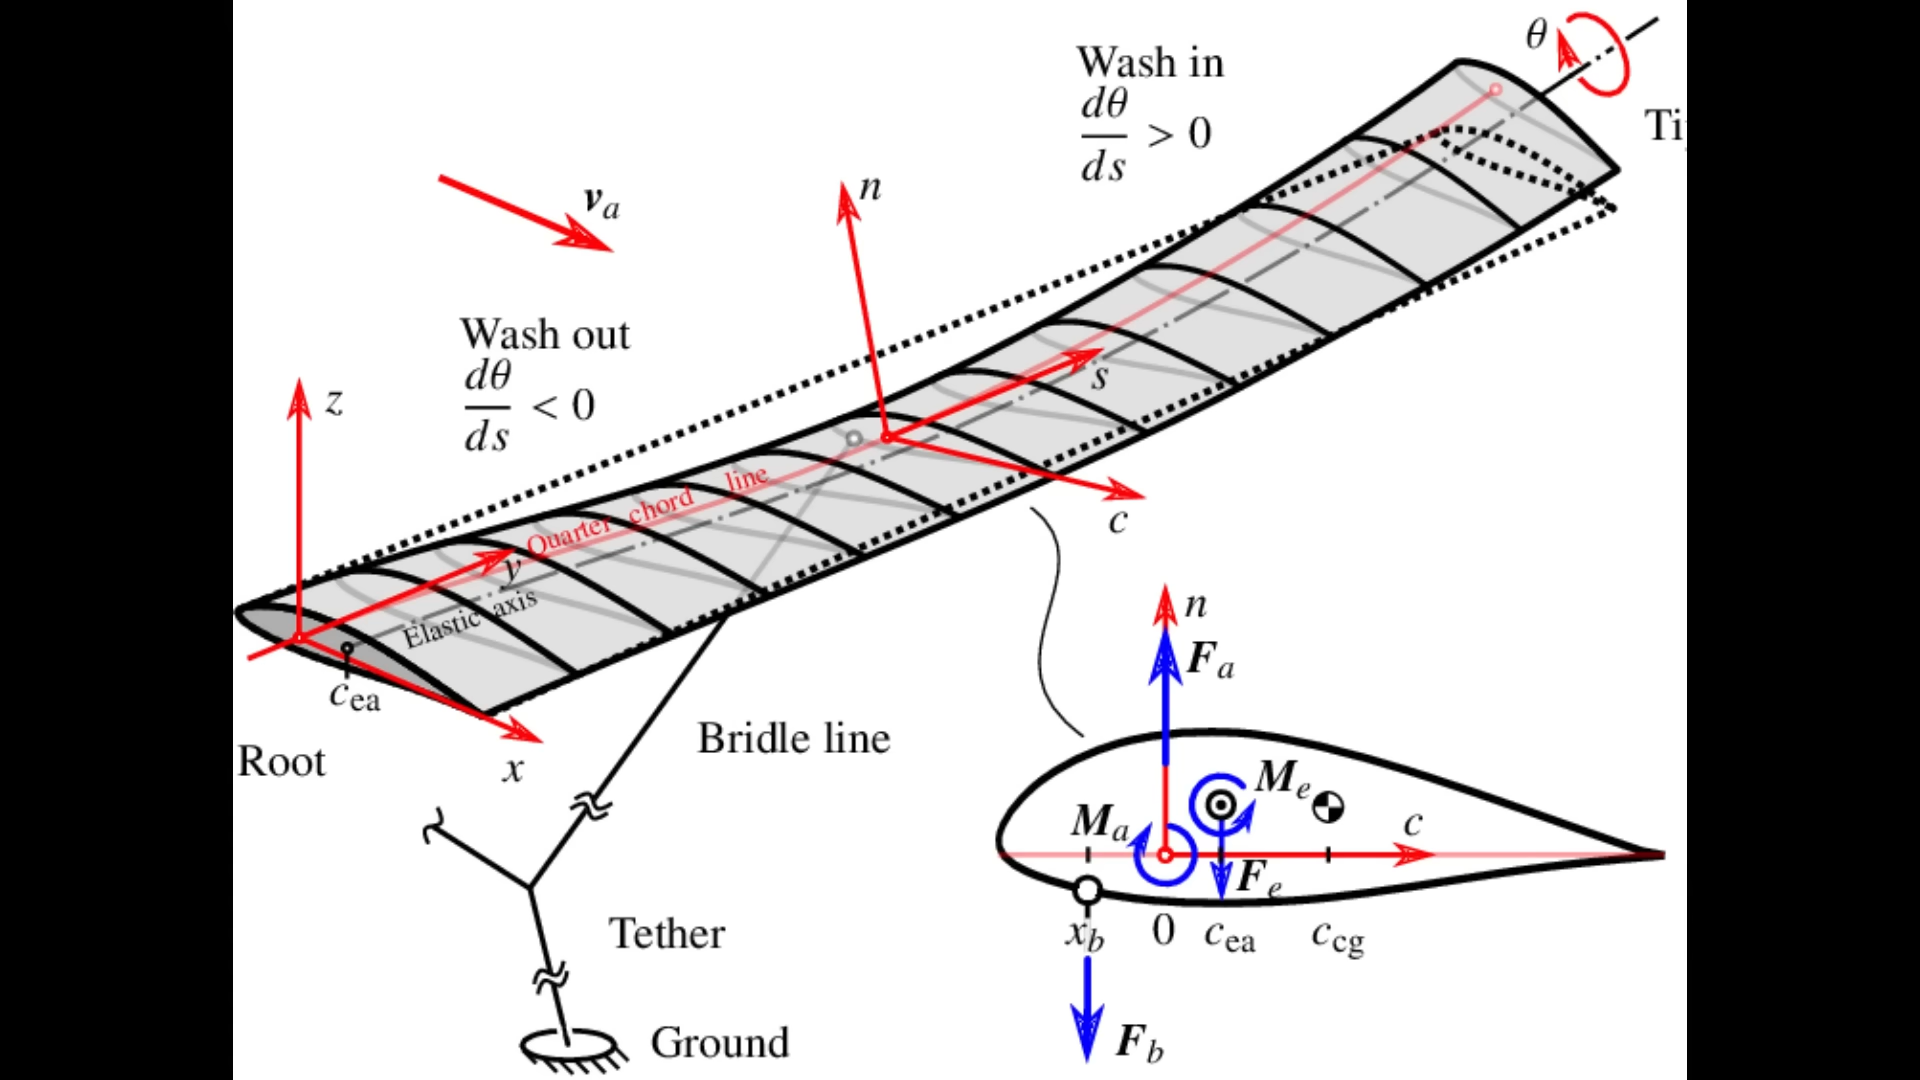 θ
Wash in
dθ
ds
> 0
v_a
n
Wash out
dθ
ds
< 0
z
s
Quarter chord line
y
c
Elastic axis
c_ea
Root
x
Bridle line
n
F_a
M_e
M_a
c
F_e
x_b
0
c_ea
c_cg
Tether
F_b
Ground